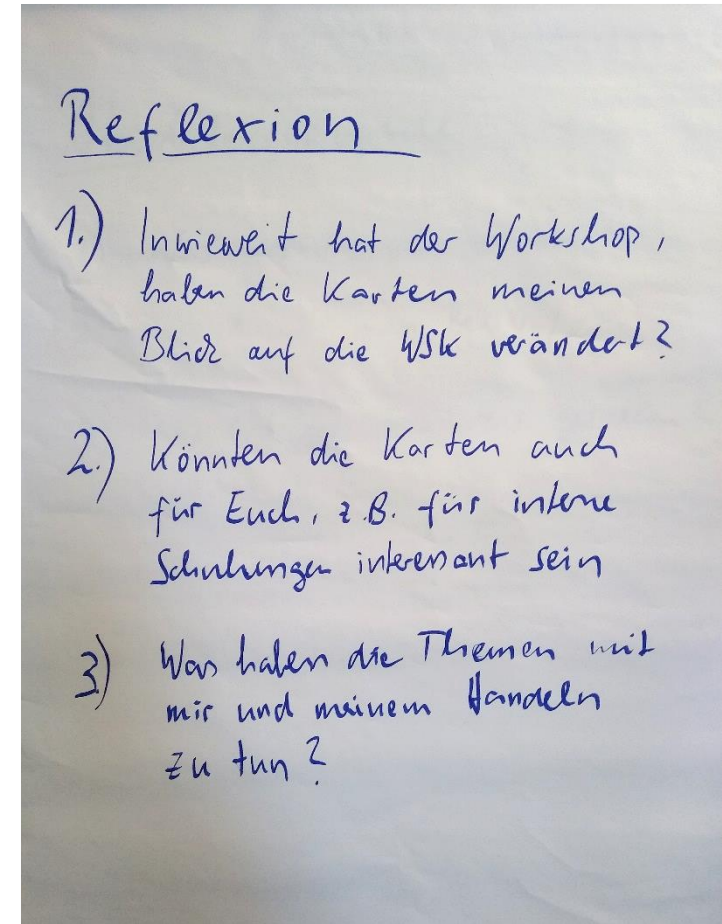 Reflexion
1.) Inwieweit hat der Workshop,
haben die Karten meinen
Blick auf die WSK verändert?
2.) Könnten die Karten auch
für Euch, z.B. für interne
Schulungen interessant sein
3.) Was haben die Themen mit
mir und meinem Handeln
zu tun?